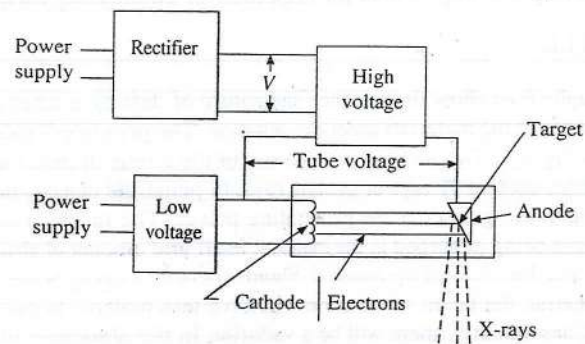 Power
supply
Rectifier
V
High
voltage
Target
Tube voltage
Power
supply
Low
voltage
Anode
Cathode
Electrons
X-rays